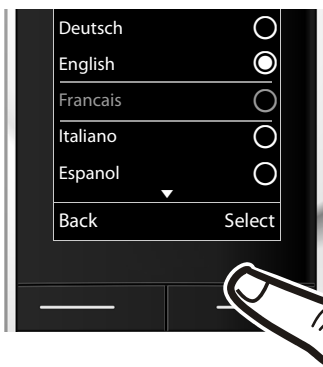 Deutsch
English
Francais
Italiano
Espanol
Back Select